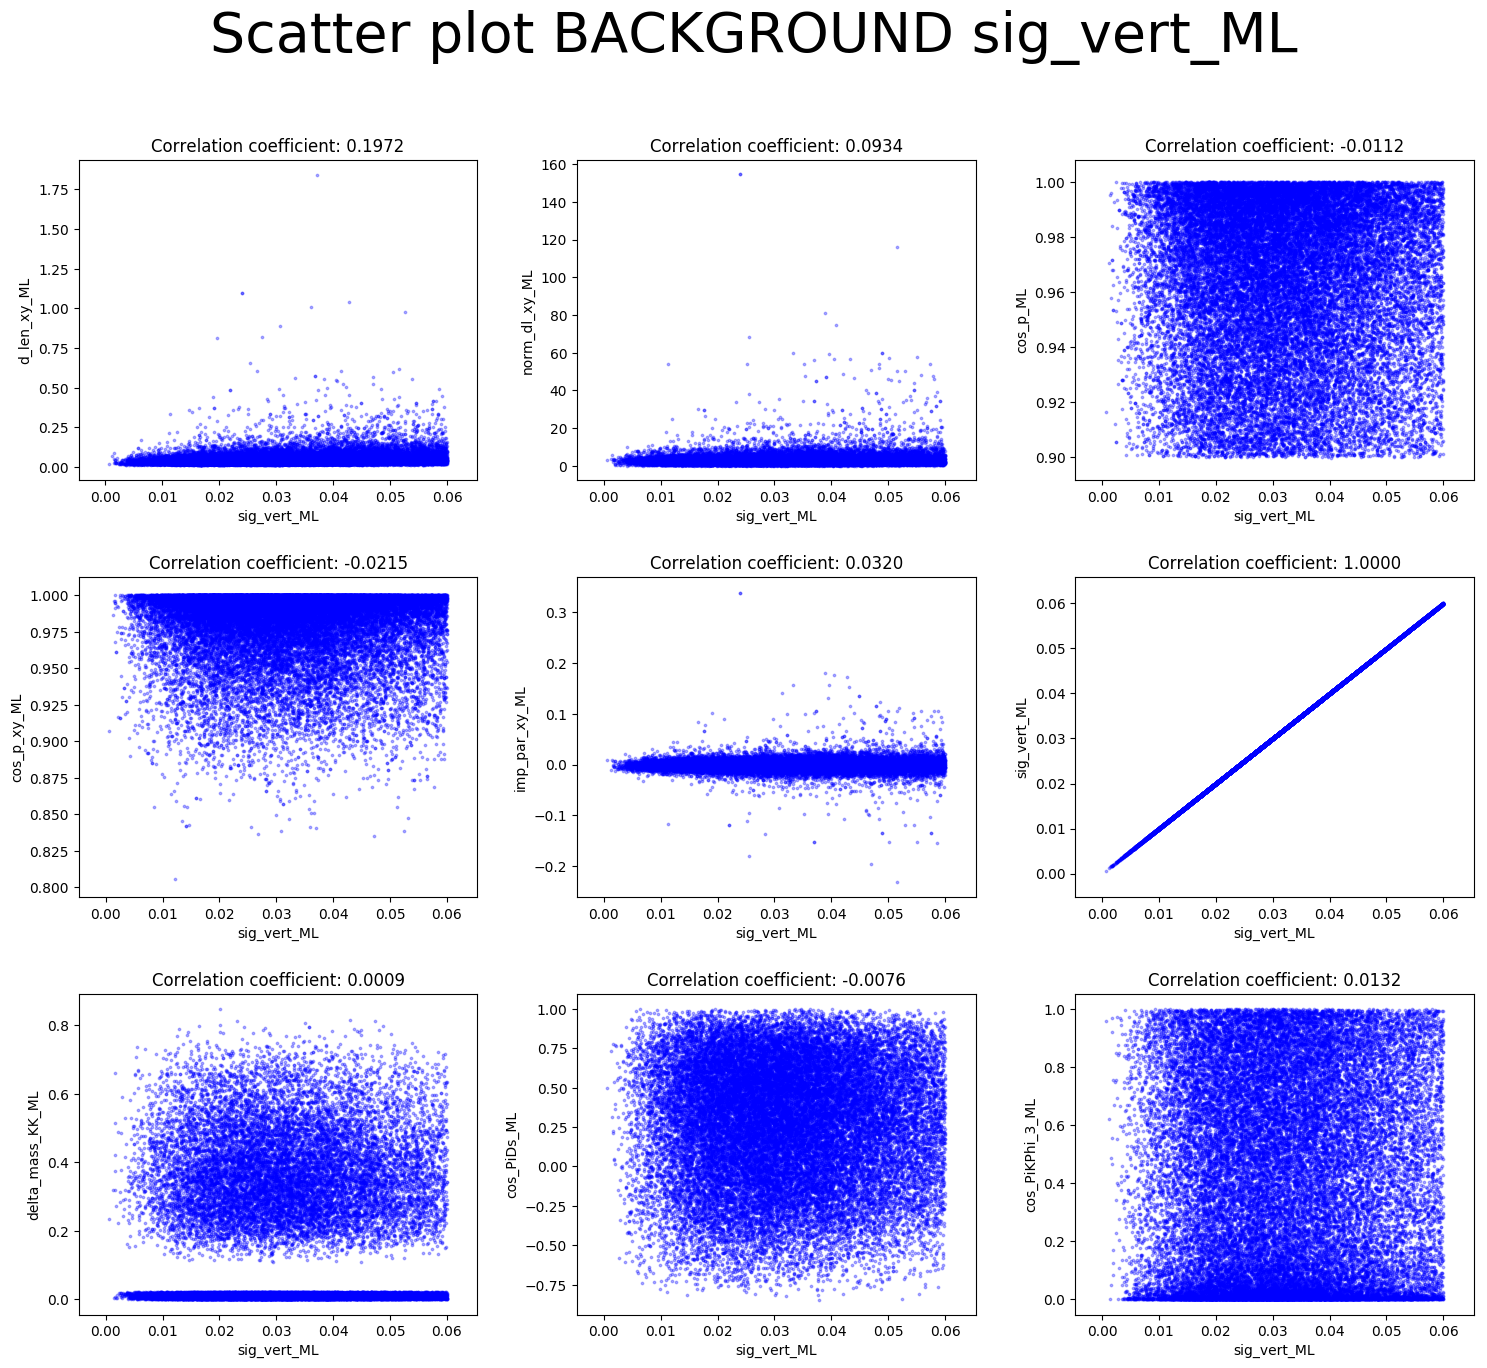 Scatter plot BACKGROUND sig_vert_ML
Correlation coefficient: 0.1972
d_len_xy_ML
1.75
1.50
1.25
1.00
0.75
0.50
0.25
0.00
0.00 0.01 0.02 0.03 0.04 0.05 0.06
sig_vert_ML
Correlation coefficient: 0.0934
norm_dl_xy_ML
160
140
120
100
80
60
40
20
0
0.00 0.01 0.02 0.03 0.04 0.05 0.06
sig_vert_ML
Correlation coefficient: -0.0112
cos_p_ML
1.00
0.98
0.96
0.94
0.92
0.90
0.00 0.01 0.02 0.03 0.04 0.05 0.06
sig_vert_ML
Correlation coefficient: -0.0215
cos_p_xy_ML
1.000
0.975
0.950
0.925
0.900
0.875
0.850
0.825
0.800
0.00 0.01 0.02 0.03 0.04 0.05 0.06
sig_vert_ML
Correlation coefficient: 0.0320
imp_par_xy_ML
0.3
0.2
0.1
0.0
−0.1
−0.2
0.00 0.01 0.02 0.03 0.04 0.05 0.06
sig_vert_ML
Correlation coefficient: 1.0000
sig_vert_ML
0.06
0.05
0.04
0.03
0.02
0.01
0.00
0.00 0.01 0.02 0.03 0.04 0.05 0.06
sig_vert_ML
Correlation coefficient: 0.0009
delta_mass_KK_ML
0.8
0.6
0.4
0.2
0.0
0.00 0.01 0.02 0.03 0.04 0.05 0.06
sig_vert_ML
Correlation coefficient: -0.0076
cos_PiDs_ML
1.00
0.75
0.50
0.25
0.00
−0.25
−0.50
−0.75
0.00 0.01 0.02 0.03 0.04 0.05 0.06
sig_vert_ML
Correlation coefficient: 0.0132
cos_PiKPhi_3_ML
1.0
0.8
0.6
0.4
0.2
0.0
0.00 0.01 0.02 0.03 0.04 0.05 0.06
sig_vert_ML